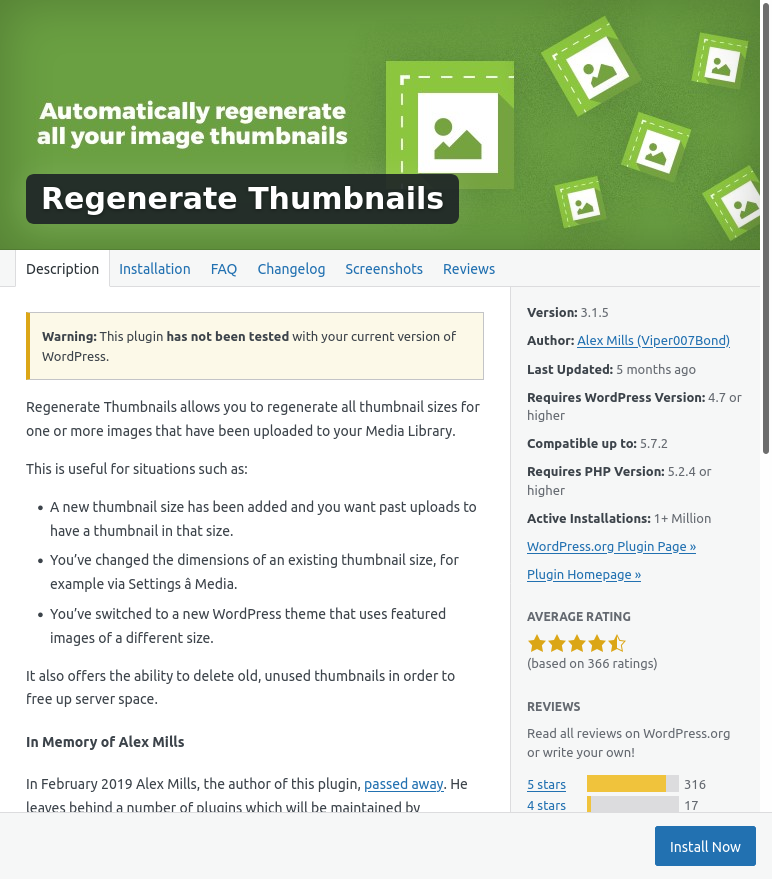 Automatically regenerate
all your image thumbnails
Regenerate Thumbnails
Description
Installation
FAQ
Changelog
Screenshots
Reviews
Warning: This plugin has not been tested with your current version of
WordPress.
Regenerate Thumbnails allows you to regenerate all thumbnail sizes for
one or more images that have been uploaded to your Media Library.
This is useful for situations such as:
• A new thumbnail size has been added and you want past uploads to
have a thumbnail in that size.
• You’ve changed the dimensions of an existing thumbnail size, for
example via Settings â Media.
• You’ve switched to a new WordPress theme that uses featured
images of a different size.
It also offers the ability to delete old, unused thumbnails in order to
free up server space.
In Memory of Alex Mills
In February 2019 Alex Mills, the author of this plugin, passed away. He
leaves behind a number of plugins which will be maintained by
Version: 3.1.5
Author: Alex Mills (Viper007Bond)
Last Updated: 5 months ago
Requires WordPress Version: 4.7 or
higher
Compatible up to: 5.7.2
Requires PHP Version: 5.2.4 or
higher
Active Installations: 1+ Million
WordPress.org Plugin Page »
Plugin Homepage »
AVERAGE RATING
(based on 366 ratings)
REVIEWS
Read all reviews on WordPress.org
or write your own!
5 stars 316
4 stars 17
Install Now